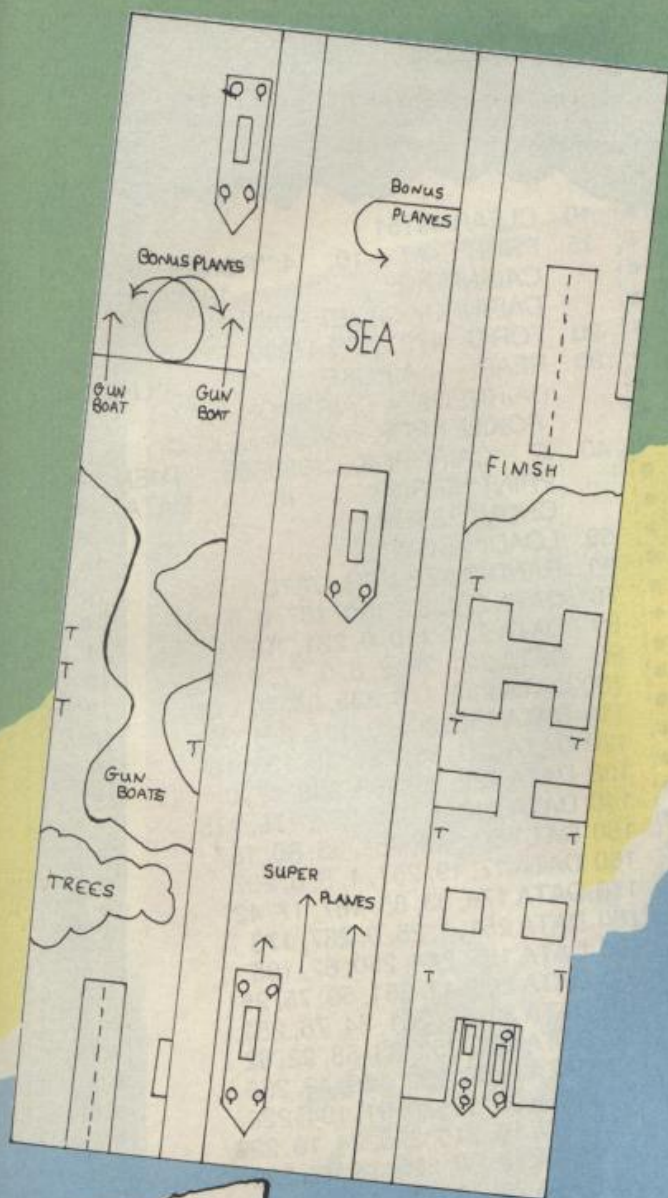 BONUS PLANES
GUN
BOAT
GUN
BOAT
T
T
T
T
GUN
BOATS
TREES
BONUS
PLANES
SEA
SUPER
PLANES
FINISH
T
T T
T T
T T